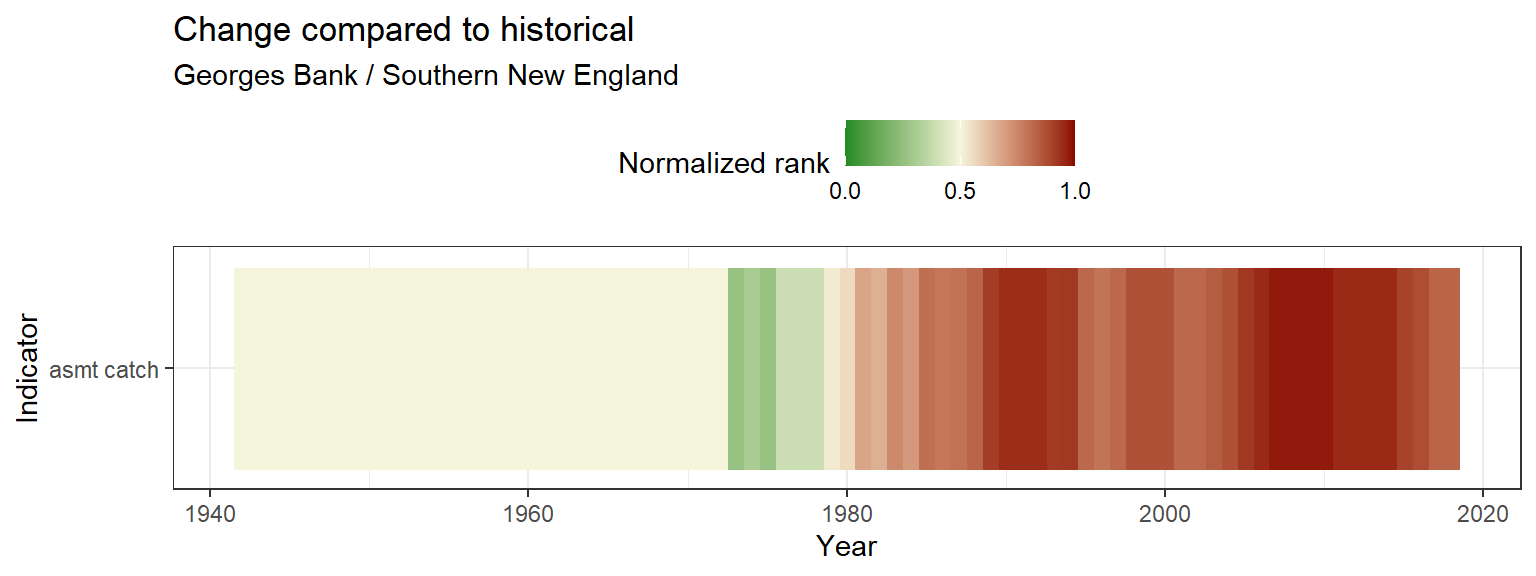 Change compared to historical
Georges Bank / Southern New England
Normalized rank
0.0 0.5 1.0
Indicator
asmt catch
1940 1960 1980 2000 2020
Year